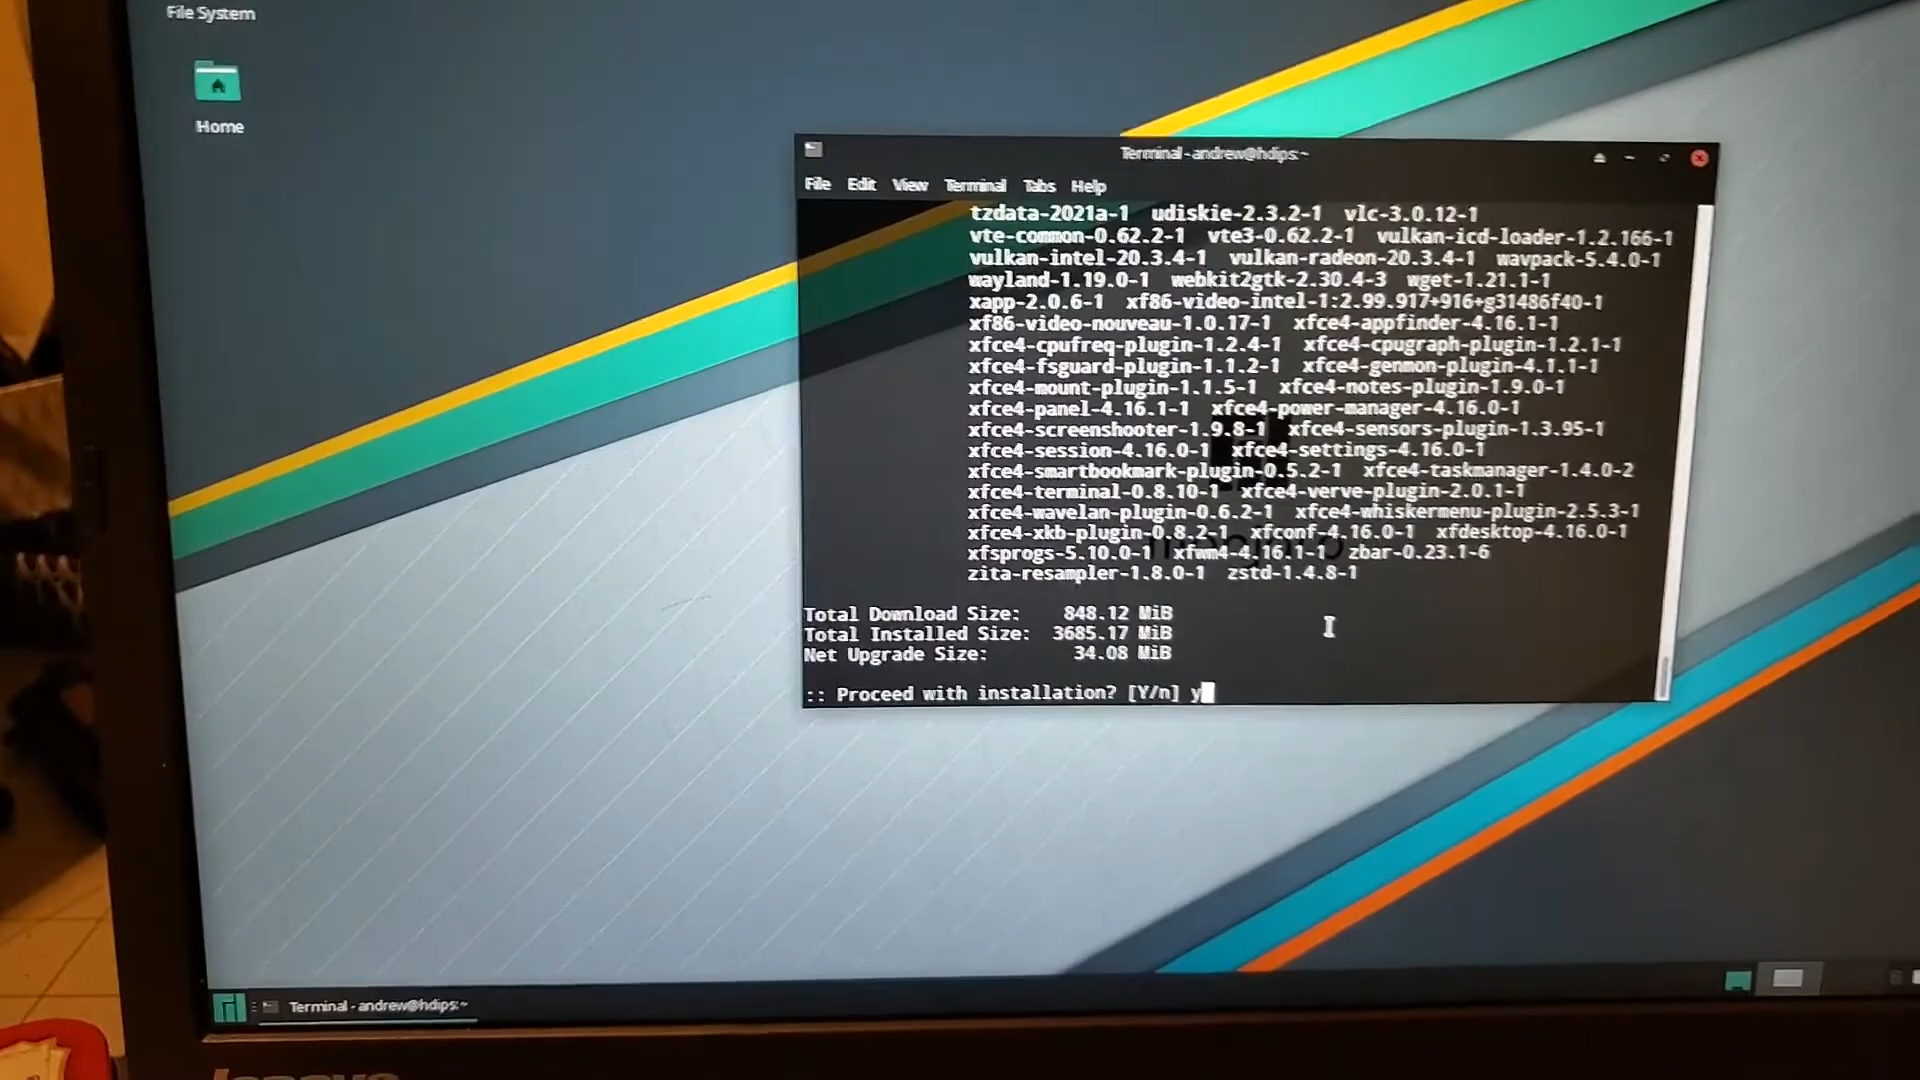 File System
Home
Terminal - andrew@hdips:~
File Edit View Terminal Tabs Help
tzdata-2021a-1 udiskie-2.3.2-1 vlc-3.0.12-1
vte-common-0.62.2-1 vte3-0.62.2-1 vulkan-icd-loader-1.2.166-1
vulkan-intel-20.3.4-1 vulkan-radeon-20.3.4-1 wavpack-5.4.0-1
wayland-1.19.0-1 webkit2gtk-2.30.4-3 wget-1.21.1-1
xapp-2.0.6-1 xf86-video-intel-1:2.99.917+916+g31486f40-1
xf86-video-nouveau-1.0.17-1 xfce4-appfinder-4.16.1-1
xfce4-cpufreq-plugin-1.2.4-1 xfce4-cpugraph-plugin-1.2.1-1
xfce4-fsguard-plugin-1.1.2-1 xfce4-genmon-plugin-4.1.1-1
xfce4-mount-plugin-1.1.5-1 xfce4-notes-plugin-1.9.0-1
xfce4-panel-4.16.1-1 xfce4-power-manager-4.16.0-1
xfce4-screenshooter-1.9.8-1 xfce4-sensors-plugin-1.3.95-1
xfce4-session-4.16.0-1 xfce4-settings-4.16.0-1
xfce4-smartbookmark-plugin-0.5.2-1 xfce4-taskmanager-1.4.0-2
xfce4-terminal-0.8.10-1 xfce4-verve-plugin-2.0.1-1
xfce4-wavelan-plugin-0.6.2-1 xfce4-whiskermenu-plugin-2.5.3-1
xfce4-xkb-plugin-0.8.2-1 xfconf-4.16.0-1 xfdesktop-4.16.0-1
xfsprogs-5.10.0-1 xfwm4-4.16.1-1 zbar-0.23.1-6
zita-resampler-1.8.0-1 zstd-1.4.8-1
Total Download Size: 848.12 MiB
Total Installed Size: 3685.17 MiB
Net Upgrade Size: 34.08 MiB
:: Proceed with installation? [Y/n] y
Terminal - andrew@hdips:~